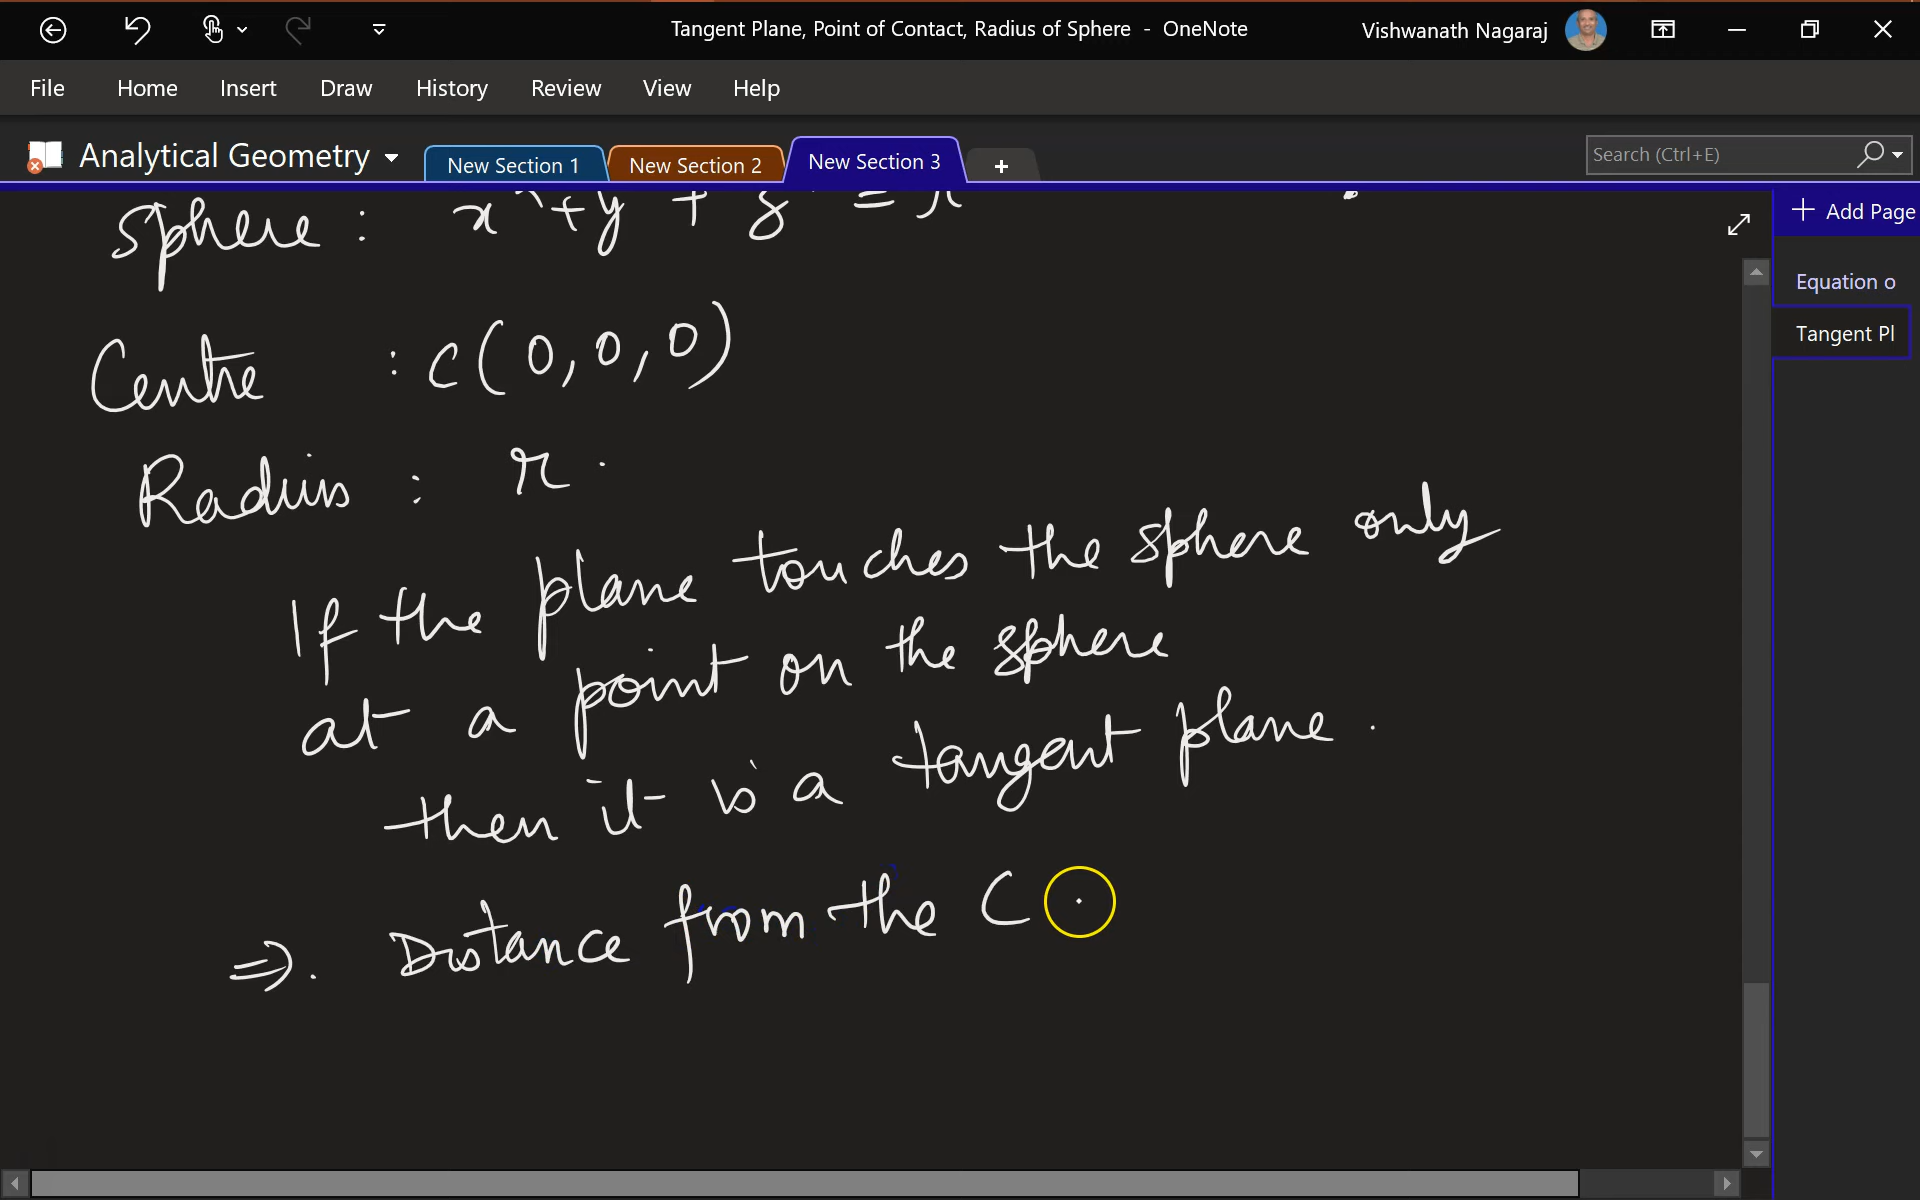 Tangent Plane, Point of Contact, Radius of Sphere - OneNote
Vishwanath Nagaraj
File Home Insert Draw History Review View Help
Analytical Geometry
New Section 1 New Section 2 New Section 3 +
Search (Ctrl+E)
+ Add Page
Equation o
Tangent Pl
Sphere : x² + y + z =
Centre : C(0, 0, 0)
Radius : r .
If the plane touches the sphere only
at a point on the sphere
then it is a tangent plane .
⇒. Distance from the C